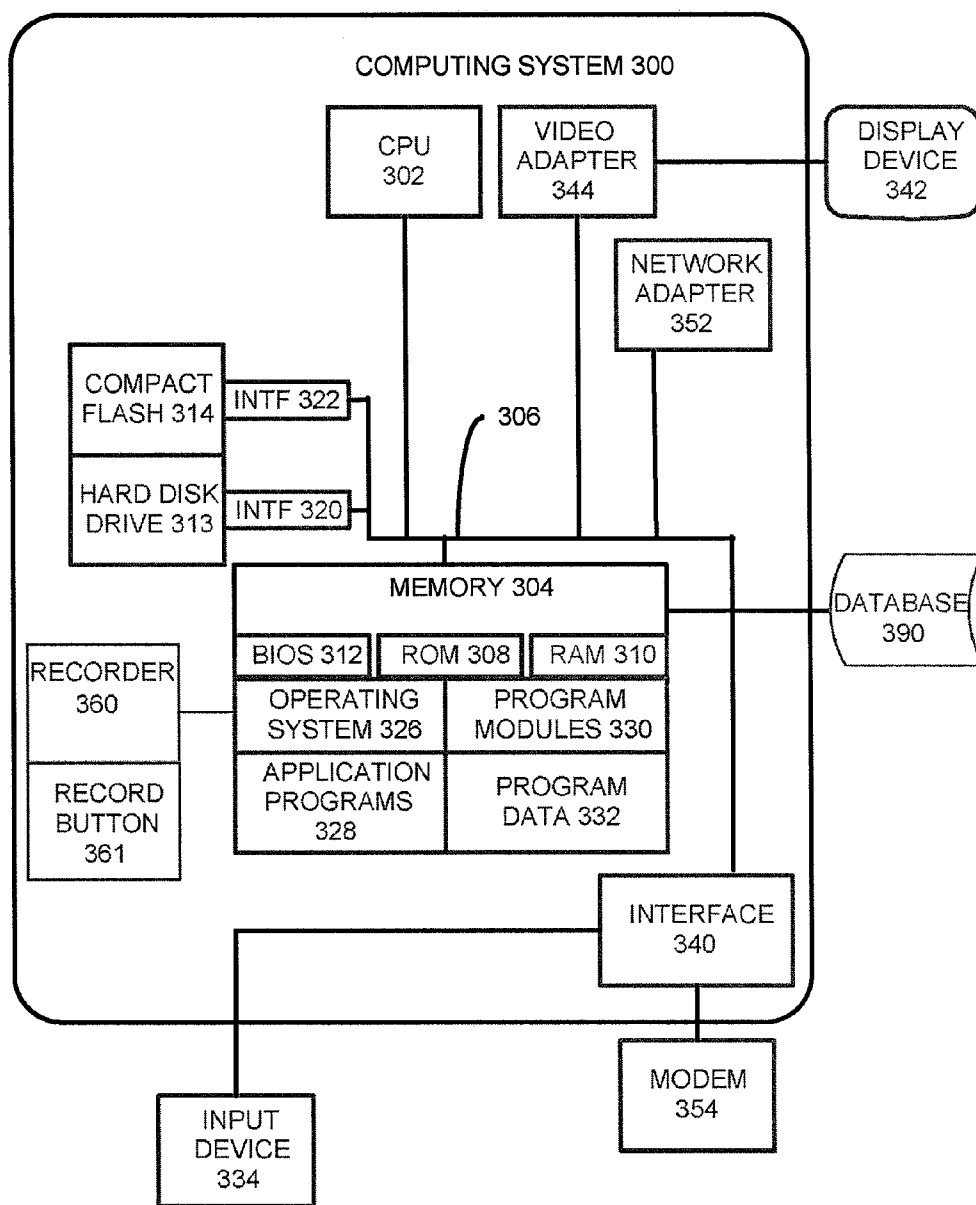 COMPUTING SYSTEM 300
CPU
302
VIDEO
ADAPTER
344
DISPLAY
DEVICE
342
NETWORK
ADAPTER
352
COMPACT
FLASH 314
INTF 322
306
HARD DISK
DRIVE 313
INTF 320
MEMORY 304
DATABASE
390
BIOS 312
ROM 308
RAM 310
RECORDER
360
OPERATING
SYSTEM 326
PROGRAM
MODULES 330
RECORD
BUTTON
361
APPLICATION
PROGRAMS
328
PROGRAM
DATA 332
INTERFACE
340
MODEM
354
INPUT
DEVICE
334